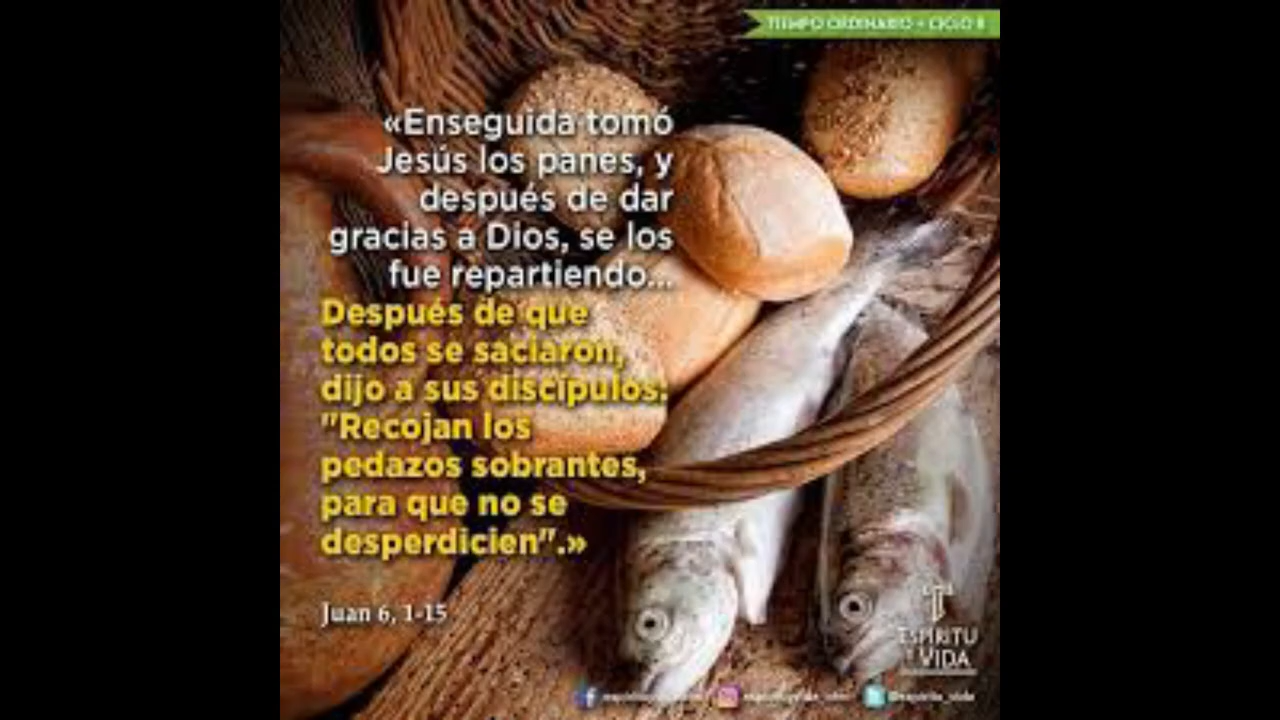 TIEMPO ORDINARIO • CICLO B
«Enseguida tomó
Jesús los panes, y
después de dar
gracias a Dios, se los
fue repartiendo...
Después de que
todos se saciaron,
dijo a sus discípulos:
"Recojan los
pedazos sobrantes,
para que no se
desperdicien".»
Juan 6, 1-15
ESPÍRITU
Y VIDA